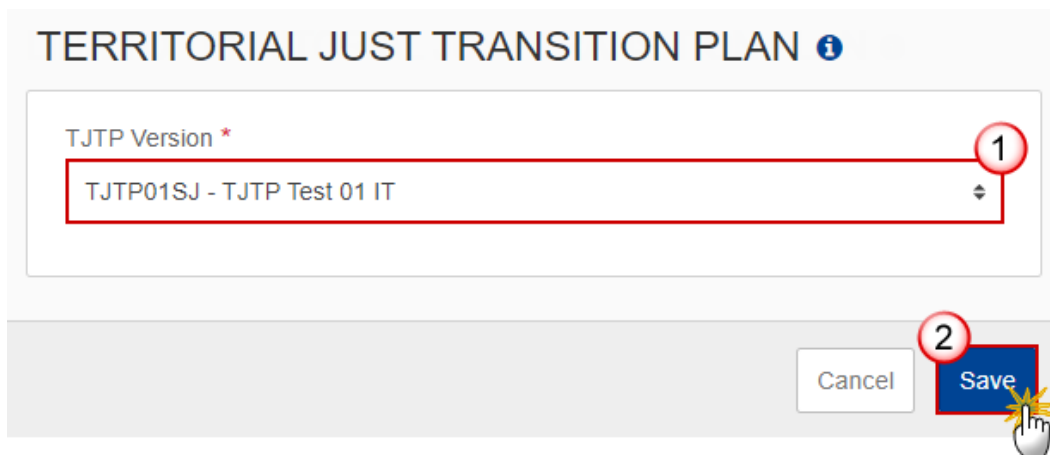 TERRITORIAL JUST TRANSITION PLAN
TJTP Version *
1
TJTP01SJ - TJTP Test 01 IT
2
Cancel
Save